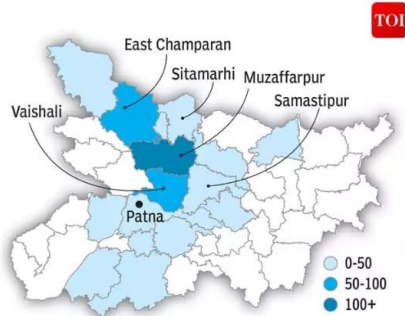 TOI
East Champaran
Sitamarhi
Muzaffarpur
Samastipur
Vaishali
Patna
0-50
50-100
100+